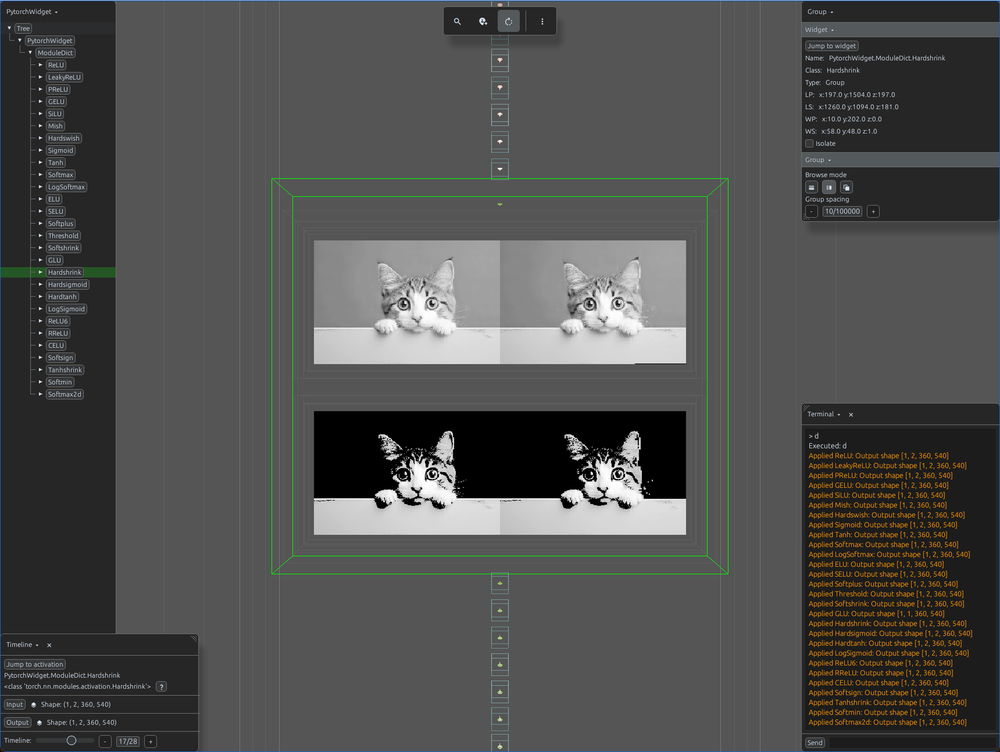 PytorchWidget
Tree
PytorchWidget
ModuleDict
ReLU
LeakyReLU
PReLU
GELU
SiLU
Mish
Hardswish
Sigmoid
Tanh
Softmax
LogSoftmax
ELU
SELU
Softplus
Threshold
Softshrink
GLU
Hardshrink
Hardsigmoid
Hardtanh
LogSigmoid
ReLU6
RReLU
CELU
Softsign
Tanhshrink
Softmin
Softmax2d
Timeline
Jump to activation
PytorchWidget.ModuleDict.Hardshrink
<class 'torch.nn.modules.activation.Hardshrink'> ?
Input Shape: (1, 2, 360, 540)
Output Shape: (1, 2, 360, 540)
Timeline: - 17/28 +
Group
Widget
Jump to widget
Name: PytorchWidget.ModuleDict.Hardshrink
Class: Hardshrink
Type: Group
LP: x:197.0 y:1504.0 z:197.0
LS: x:1260.0 y:1094.0 z:181.0
WP: x:10.0 y:202.0 z:0.0
WS: x:58.0 y:48.0 z:1.0
Isolate
Group
Browse mode
Group spacing
- 10/100000 +
Terminal
> d
Executed: d
Applied ReLU: Output shape [1, 2, 360, 540]
Applied LeakyReLU: Output shape [1, 2, 360, 540]
Applied PReLU: Output shape [1, 2, 360, 540]
Applied GELU: Output shape [1, 2, 360, 540]
Applied SiLU: Output shape [1, 2, 360, 540]
Applied Mish: Output shape [1, 2, 360, 540]
Applied Hardswish: Output shape [1, 2, 360, 540]
Applied Sigmoid: Output shape [1, 2, 360, 540]
Applied Tanh: Output shape [1, 2, 360, 540]
Applied Softmax: Output shape [1, 2, 360, 540]
Applied LogSoftmax: Output shape [1, 2, 360, 540]
Applied ELU: Output shape [1, 2, 360, 540]
Applied SELU: Output shape [1, 2, 360, 540]
Applied Softplus: Output shape [1, 2, 360, 540]
Applied Threshold: Output shape [1, 2, 360, 540]
Applied Softshrink: Output shape [1, 2, 360, 540]
Applied GLU: Output shape [1, 1, 360, 540]
Applied Hardshrink: Output shape [1, 2, 360, 540]
Applied Hardsigmoid: Output shape [1, 2, 360, 540]
Applied Hardtanh: Output shape [1, 2, 360, 540]
Applied LogSigmoid: Output shape [1, 2, 360, 540]
Applied ReLU6: Output shape [1, 2, 360, 540]
Applied RReLU: Output shape [1, 2, 360, 540]
Applied CELU: Output shape [1, 2, 360, 540]
Applied Softsign: Output shape [1, 2, 360, 540]
Applied Tanhshrink: Output shape [1, 2, 360, 540]
Applied Softmin: Output shape [1, 2, 360, 540]
Applied Softmax2d: Output shape [1, 2, 360, 540]
Send